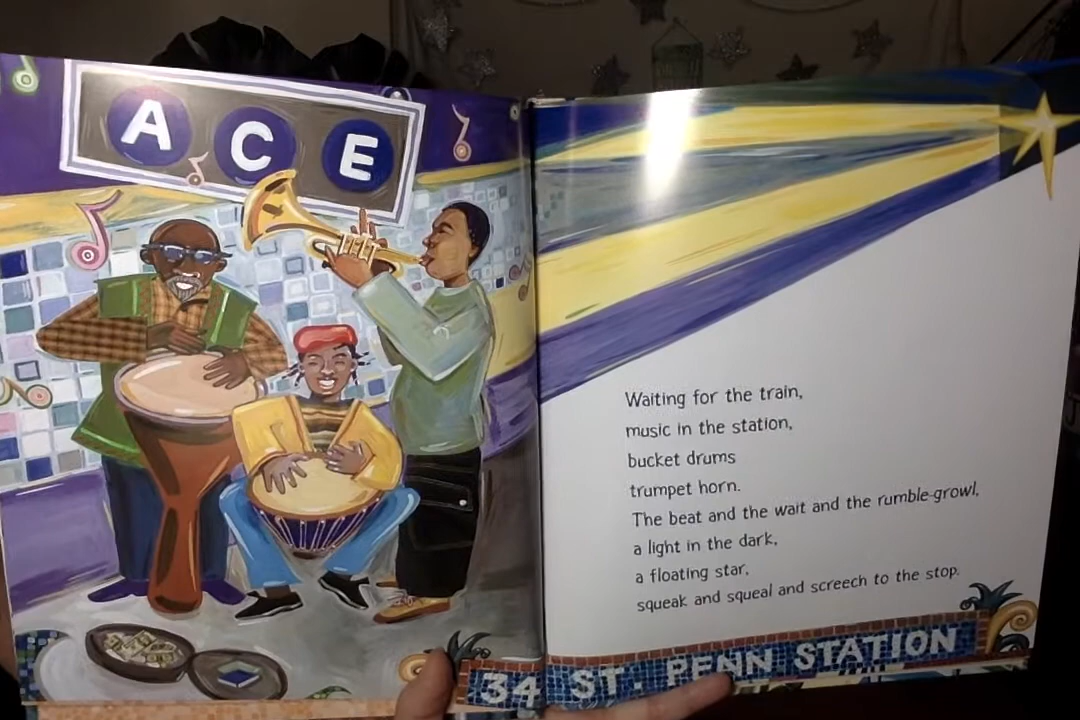 A C E
Waiting for the train,
music in the station,
bucket drums
trumpet horn.
The beat and the wait and the rumble-growl,
a light in the dark,
a floating star,
squeak and squeal and screech to the stop.
34 ST. PENN STATION